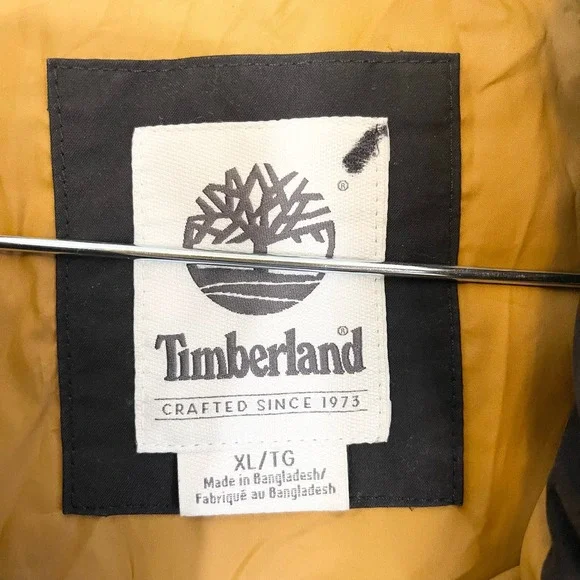 ®
Timberland®
CRAFTED SINCE 1973
XL/TG
Made in Bangladesh/
Fabriqué au Bangladesh